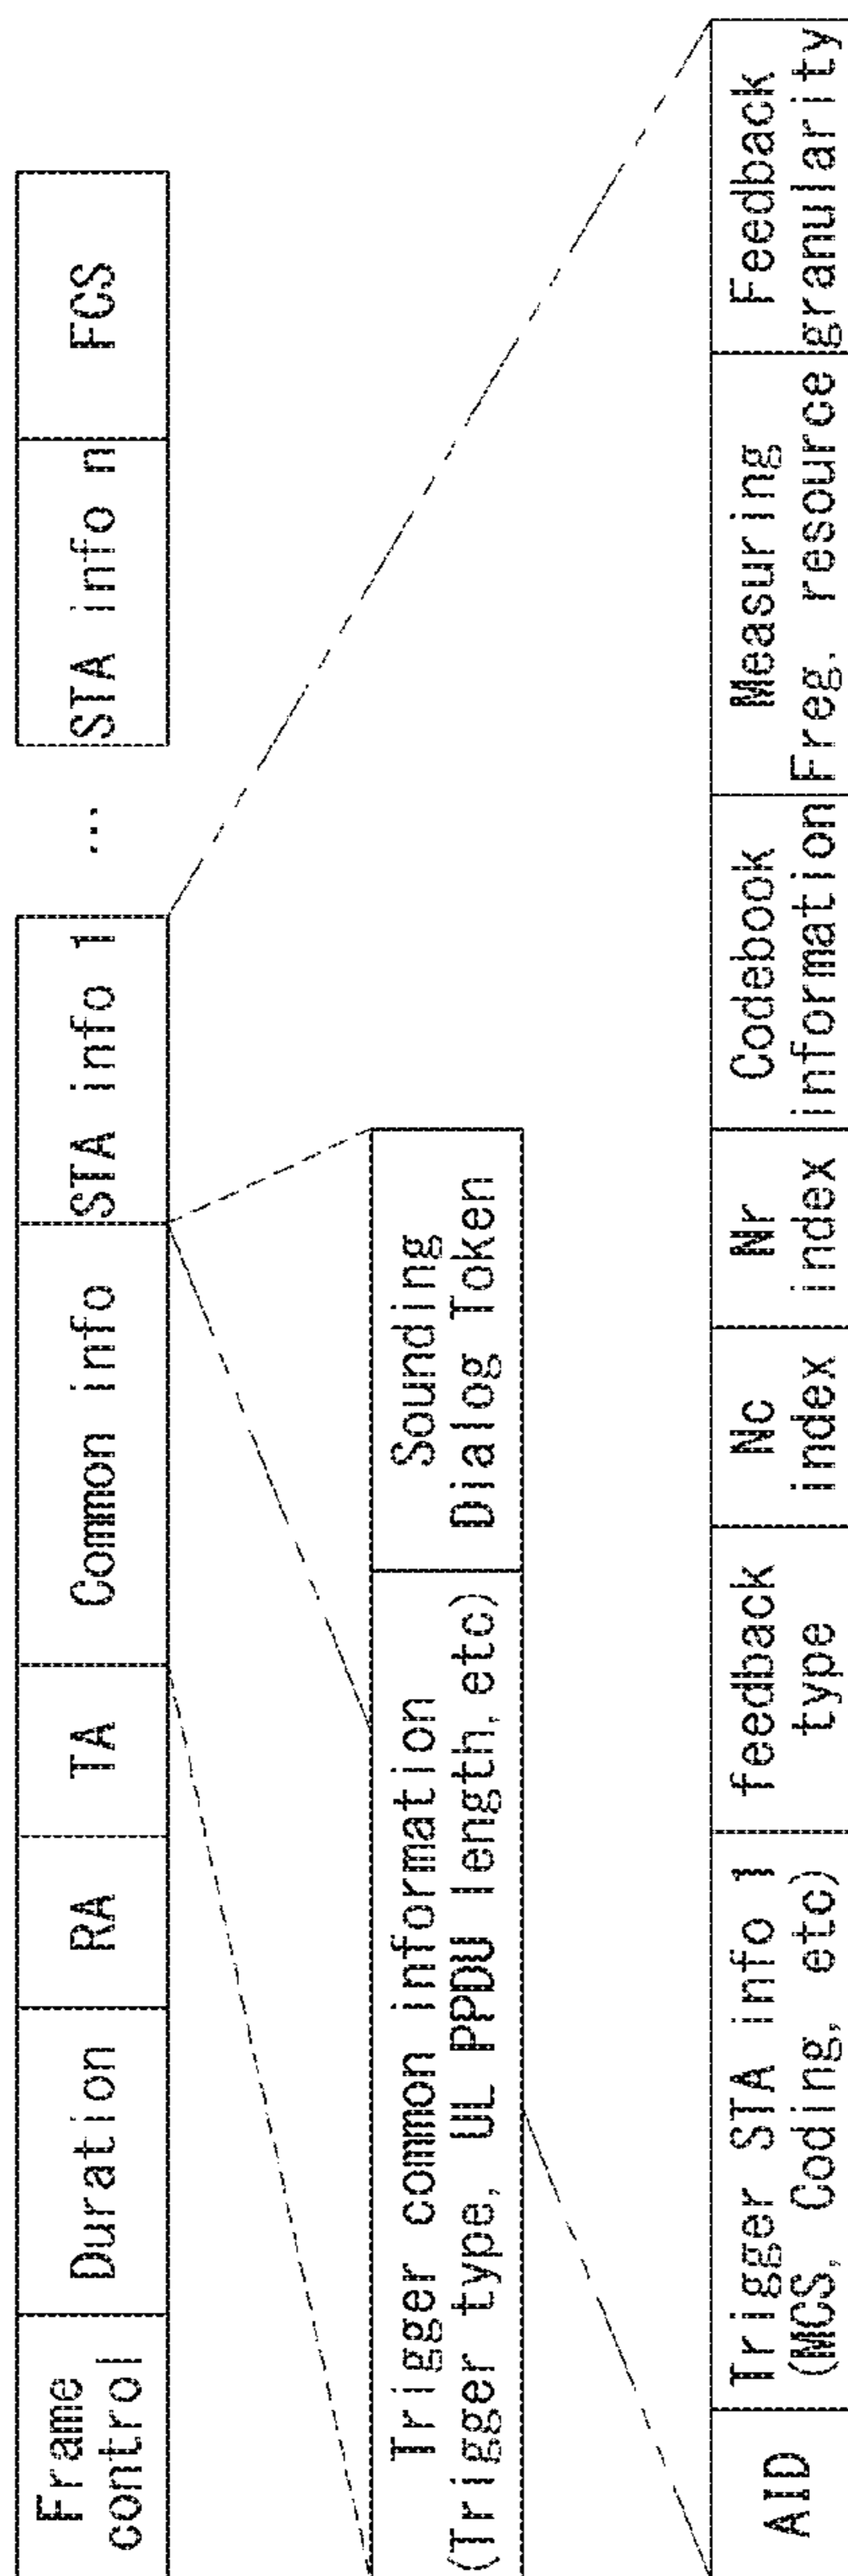 Frame
control
Duration
RA
TA
Common info
STA info 1
...
STA info n
FCS
Trigger common information
(Trigger type, UL PPDU length, etc)
Sounding
Dialog Token
AID
Trigger STA info 1
(MCS, Coding, etc)
feedback
type
Nc
index
Nr
index
Codebook
information
Measuring
Freg. resource
Feedback
granularity